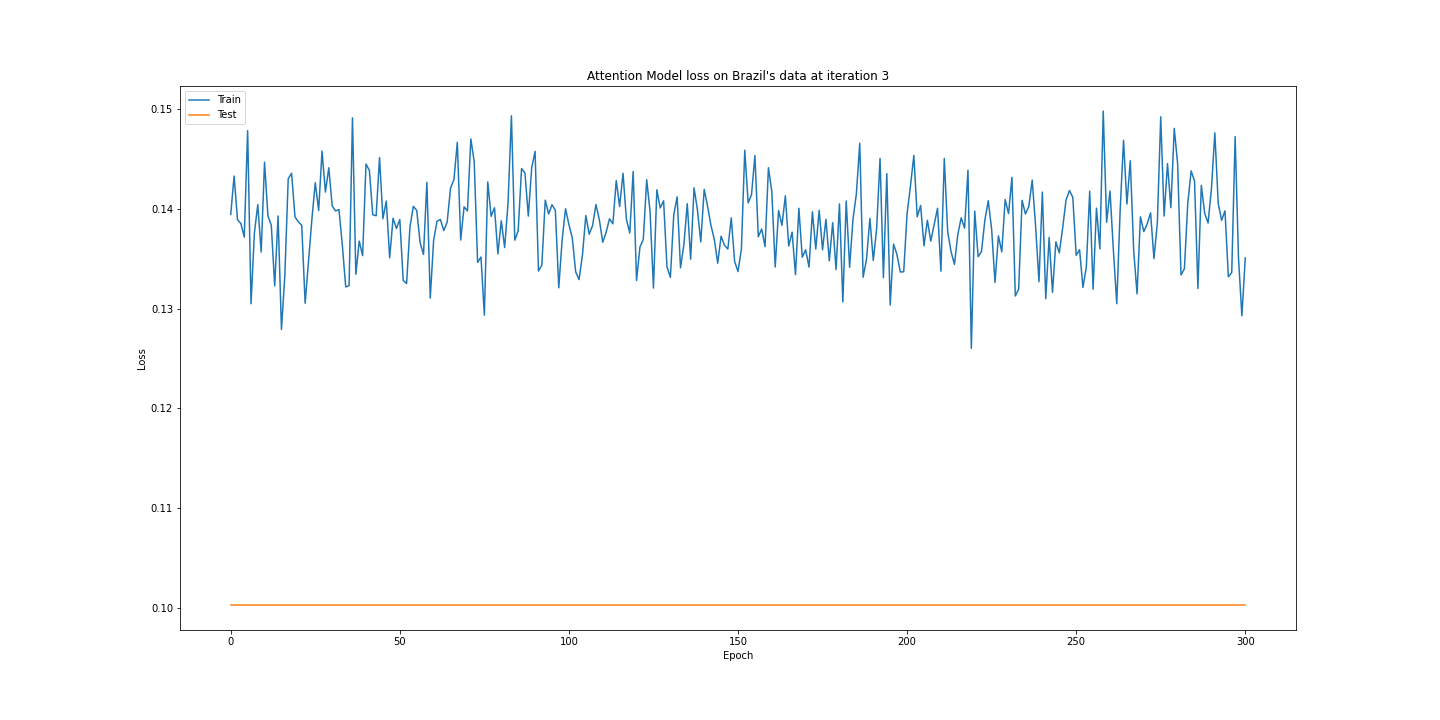 Attention Model loss on Brazil's data at iteration 3
Train
Test
0.15
0.14
0.13
0.12
0.11
0.10
Loss
0
50
100
150
200
250
300
Epoch